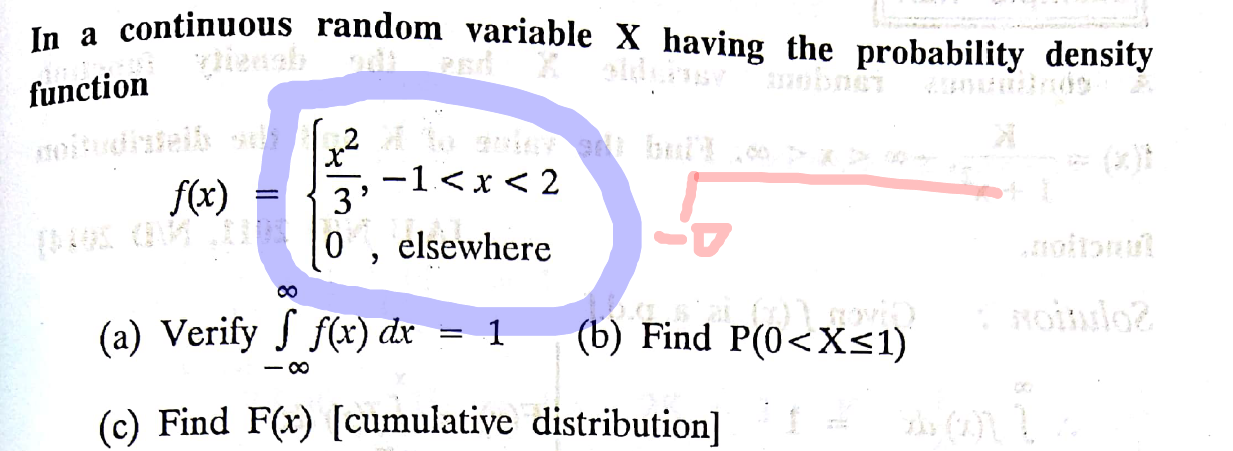 In a continuous random variable X having the probability density
function
f(x) = { x²/3, −1 < x < 2
0 , elsewhere
(a) Verify ∫_{−∞}^{∞} f(x) dx = 1 (b) Find P(0<X≤1)
(c) Find F(x) [cumulative distribution]